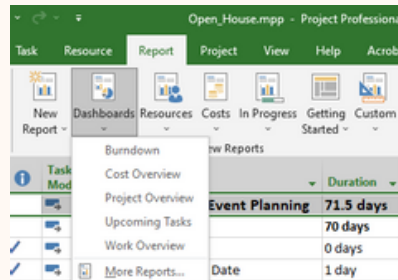 Open_House.mpp - Project Professiona
Task Resource Report Project View Help Acrob
New Report Dashboards Resources Costs In Progress Getting Started Custom
ew Reports
Burndown
Cost Overview
Project Overview
Upcoming Tasks
Work Overview
More Reports...
Task
Mod
Duration
Event Planning 71.5 days
70 days
0 days
Date 1 day